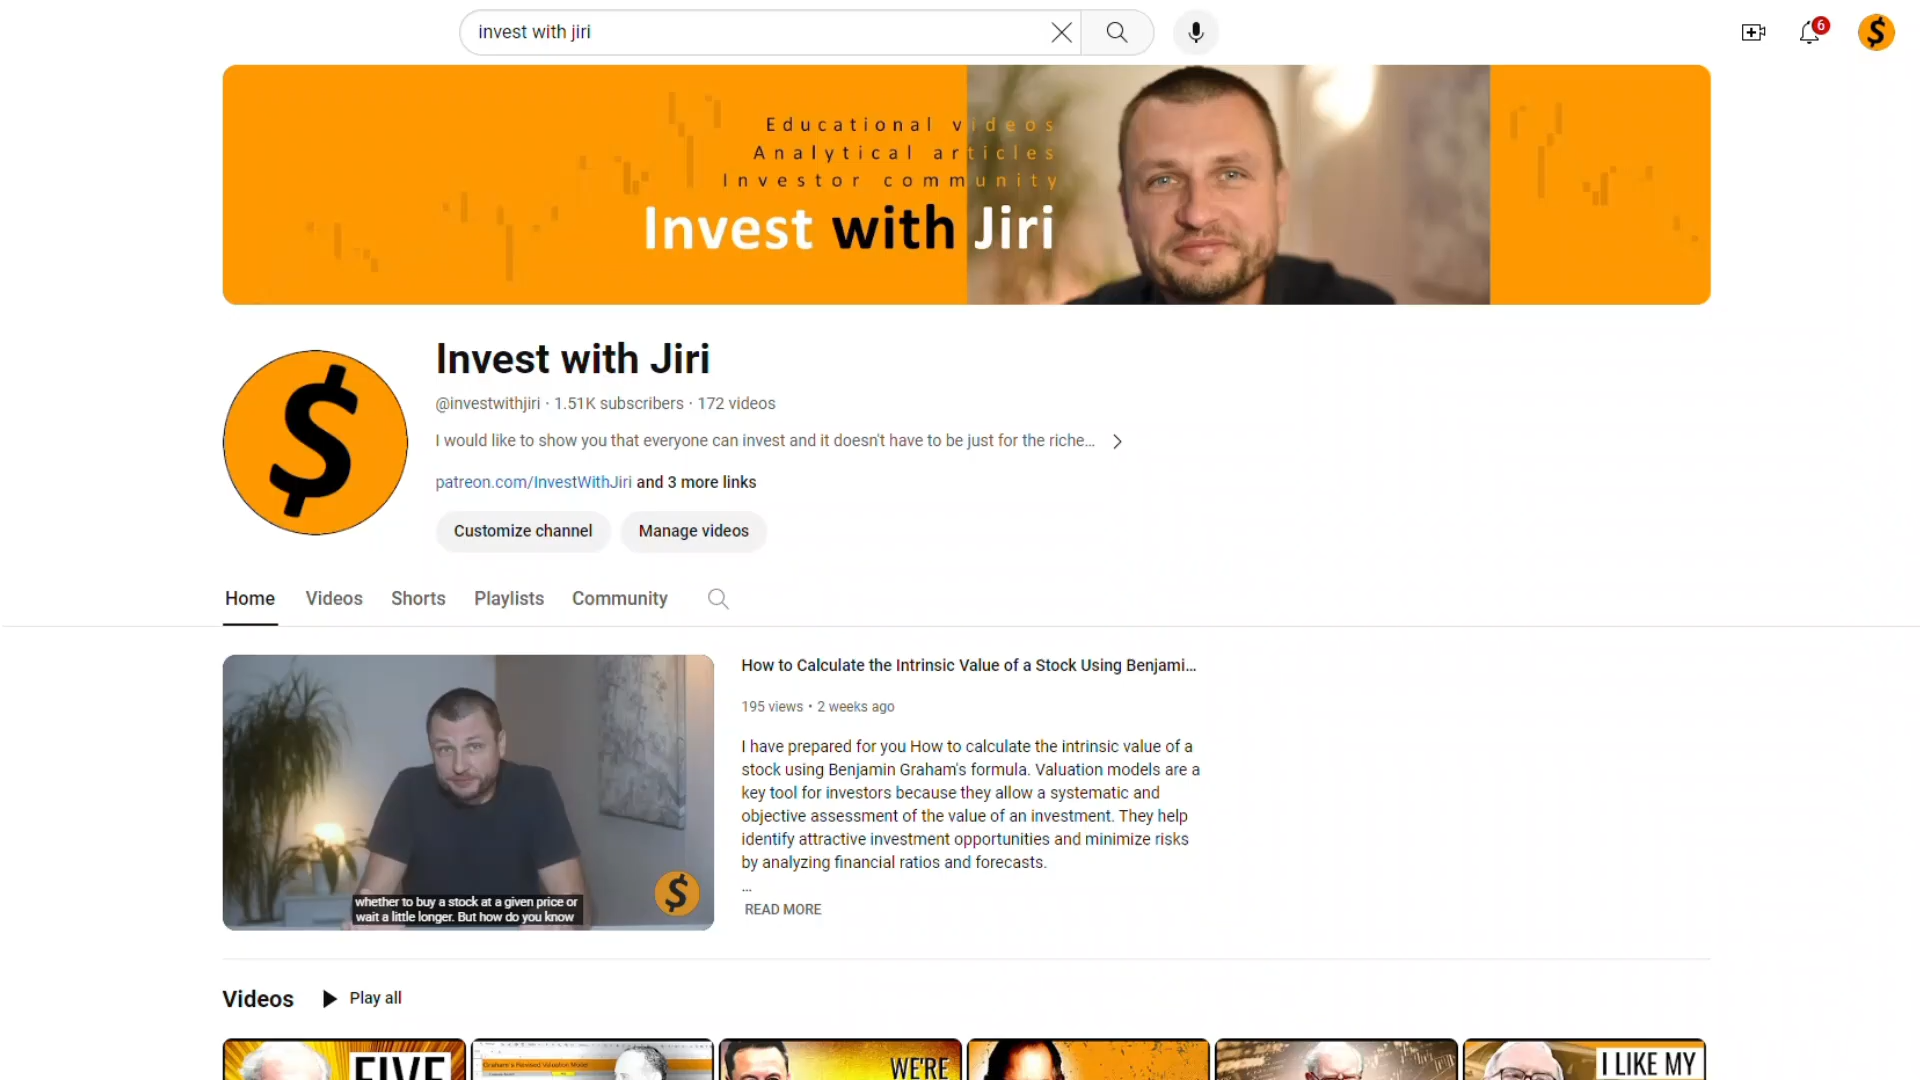 invest with jiri
6
$
Educational videos
Analytical articles
Investor community
Invest with Jiri
$
Invest with Jiri
@investwithjiri · 1.51K subscribers · 172 videos
I would like to show you that everyone can invest and it doesn't have to be just for the riche...
patreon.com/InvestWithJiri and 3 more links
Customize channel
Manage videos
Home
Videos
Shorts
Playlists
Community
whether to buy a stock at a given price or
wait a little longer. But how do you know
$
How to Calculate the Intrinsic Value of a Stock Using Benjami...
195 views • 2 weeks ago
I have prepared for you How to calculate the intrinsic value of a
stock using Benjamin Graham's formula. Valuation models are a
key tool for investors because they allow a systematic and
objective assessment of the value of an investment. They help
identify attractive investment opportunities and minimize risks
by analyzing financial ratios and forecasts.
...
READ MORE
Videos
Play all
FIVE
Graham's Revised Valuation Model
WE'RE
I LIKE MY